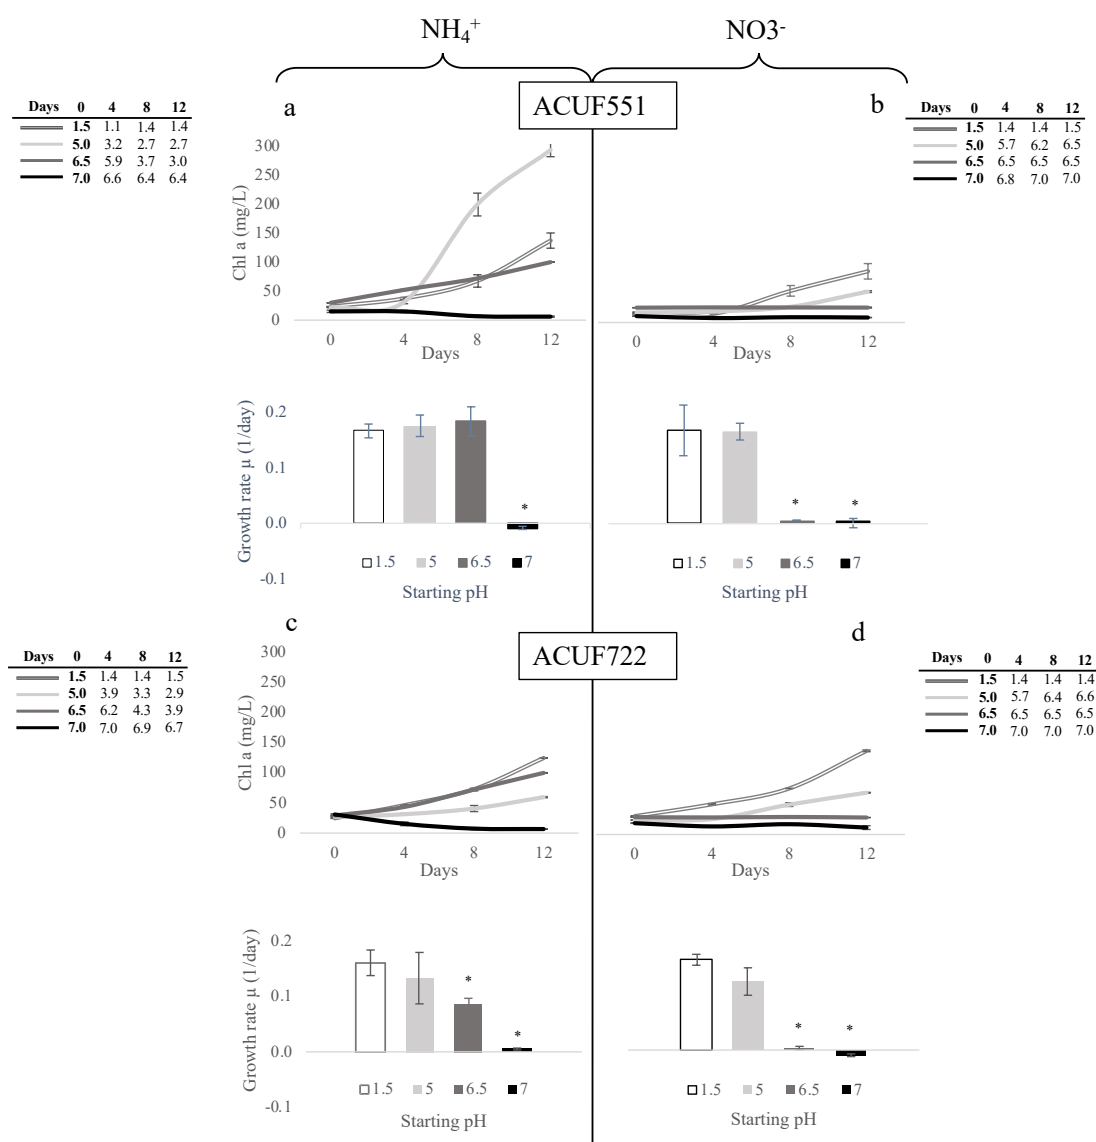 NH₄⁺ NO3-
ACUF551
a
b
Days 0 4 8 12
1.5 1.1 1.4 1.4
5.0 3.2 2.7 2.7
6.5 5.9 3.7 3.0
7.0 6.6 6.4 6.4
Days 0 4 8 12
1.5 1.4 1.4 1.5
5.0 5.7 6.2 6.5
6.5 6.5 6.5 6.5
7.0 6.8 7.0 7.0
Chl a (mg/L)
300
250
200
150
100
50
0
0 4 8 12
Days
0 4 8 12
Days
Growth rate µ (1/day)
0.2
0.1
0.0
-0.1
*
* *
1.5 5 6.5 7
Starting pH
1.5 5 6.5 7
Starting pH
ACUF722
c
d
Days 0 4 8 12
1.5 1.4 1.4 1.5
5.0 3.9 3.3 2.9
6.5 6.2 4.3 3.9
7.0 7.0 6.9 6.7
Days 0 4 8 12
1.5 1.4 1.4 1.4
5.0 5.7 6.4 6.6
6.5 6.5 6.5 6.5
7.0 7.0 7.0 7.0
Chl a (mg/L)
300
250
200
150
100
50
0
0 4 8 12
Days
0 4 8 12
Days
Growth rate µ (1/day)
0.2
0.1
0.0
-0.1
* *
* *
1.5 5 6.5 7
Starting pH
1.5 5 6.5 7
Starting pH